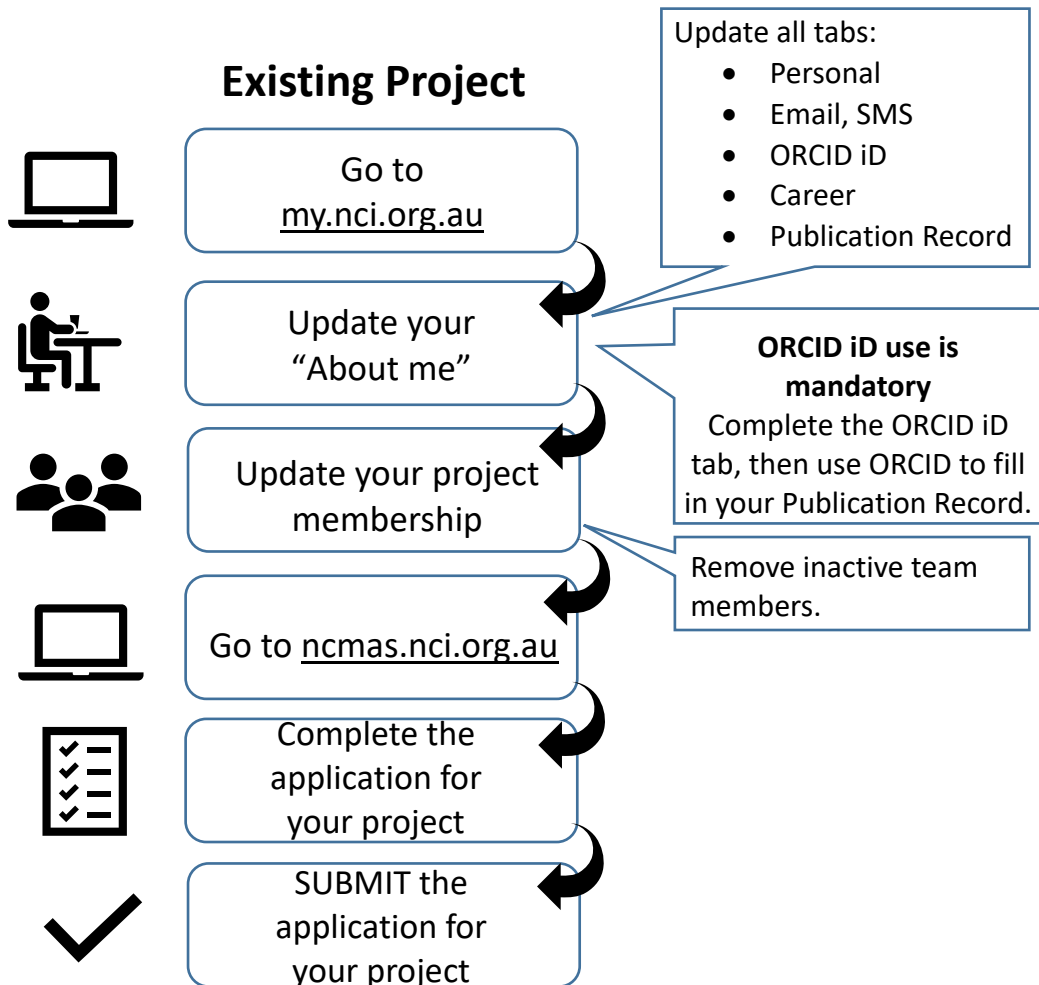 Existing Project
Go to
my.nci.org.au
Update your
“About me”
Update all tabs:
• Personal
• Email, SMS
• ORCID iD
• Career
• Publication Record
ORCID iD use is
mandatory
Complete the ORCID iD
tab, then use ORCID to fill
in your Publication Record.
Update your project
membership
Remove inactive team
members.
Go to ncmas.nci.org.au
Complete the
application for
your project
SUBMIT the
application for
your project